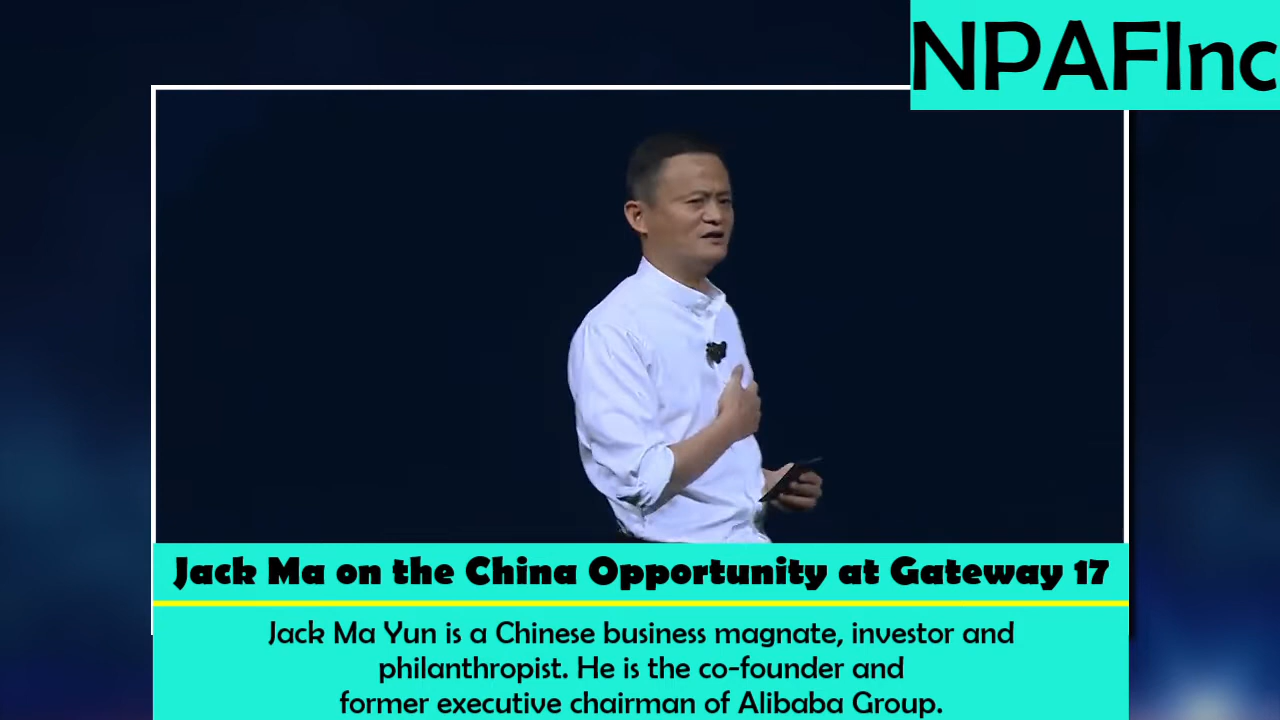 NPAFInc
Jack Ma on the China Opportunity at Gateway 17
Jack Ma Yun is a Chinese business magnate, investor and
philanthropist. He is the co-founder and
former executive chairman of Alibaba Group.